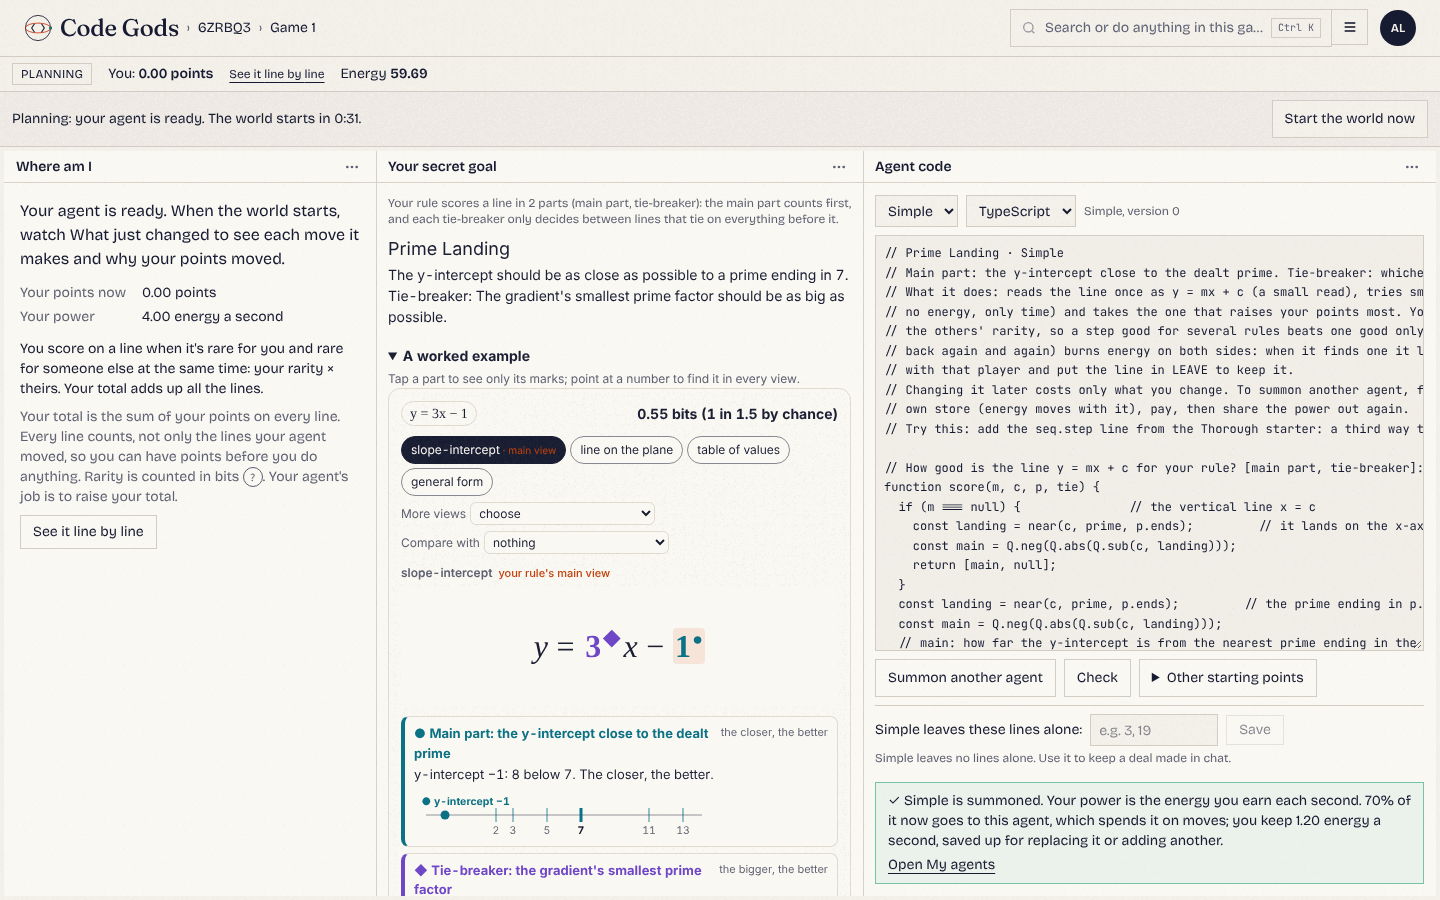 Code Gods › 6ZRBQ3 › Game 1
Search or do anything in this ga... Ctrl K ☰ AL
PLANNING You: 0.00 points See it line by line Energy 59.69
Planning: your agent is ready. The world starts in 0:31.
Start the world now
Where am I ...
Your agent is ready. When the world starts,
watch What just changed to see each move it
makes and why your points moved.
Your points now 0.00 points
Your power 4.00 energy a second
You score on a line when it's rare for you and rare
for someone else at the same time: your rarity ×
theirs. Your total adds up all the lines.
Your total is the sum of your points on every line.
Every line counts, not only the lines your agent
moved, so you can have points before you do
anything. Rarity is counted in bits ?. Your agent's
job is to raise your total.
See it line by line
Your secret goal ...
Your rule scores a line in 2 parts (main part, tie-breaker): the main part counts first,
and each tie-breaker only decides between lines that tie on everything before it.
Prime Landing
The y-intercept should be as close as possible to a prime ending in 7.
Tie-breaker: The gradient's smallest prime factor should be as big as
possible.
▼ A worked example
Tap a part to see only its marks; point at a number to find it in every view.
y = 3x − 1 0.55 bits (1 in 1.5 by chance)
slope-intercept · main view line on the plane table of values
general form
More views choose
Compare with nothing
slope-intercept your rule's main view
y = 3◆x − 1●
● Main part: the y-intercept close to the dealt the closer, the better
prime
y-intercept −1: 8 below 7. The closer, the better.
● y-intercept −1
2 3 5 7 11 13
◆ Tie-breaker: the gradient's smallest prime the bigger, the better
factor
Agent code ...
Simple TypeScript Simple, version 0
// Prime Landing · Simple
// Main part: the y-intercept close to the dealt prime. Tie-breaker: whiche
// What it does: reads the line once as y = mx + c (a small read), tries sm
// no energy, only time) and takes the one that raises your points most. Yo
// the others' rarity, so a step good for several rules beats one good only
// back again and again) burns energy on both sides: when it finds one it l
// with that player and put the line in LEAVE to keep it.
// Changing it later costs only what you change. To summon another agent, f
// own store (energy moves with it), pay, then share the power out again.
// Try this: add the seq.step line from the Thorough starter: a third way t
// How good is the line y = mx + c for your rule? [main part, tie-breaker]:
function score(m, c, p, tie) {
if (m === null) { // the vertical line x = c
const landing = near(c, prime, p.ends); // it lands on the x-ax
const main = Q.neg(Q.abs(Q.sub(c, landing)));
return [main, null];
}
const landing = near(c, prime, p.ends); // the prime ending in p.
const main = Q.neg(Q.abs(Q.sub(c, landing)));
// main: how far the y-intercept is from the nearest prime ending in the
Summon another agent Check ▶ Other starting points
Simple leaves these lines alone: e.g. 3, 19 Save
Simple leaves no lines alone. Use it to keep a deal made in chat.
✓ Simple is summoned. Your power is the energy you earn each second. 70% of
it now goes to this agent, which spends it on moves; you keep 1.20 energy a
second, saved up for replacing it or adding another.
Open My agents